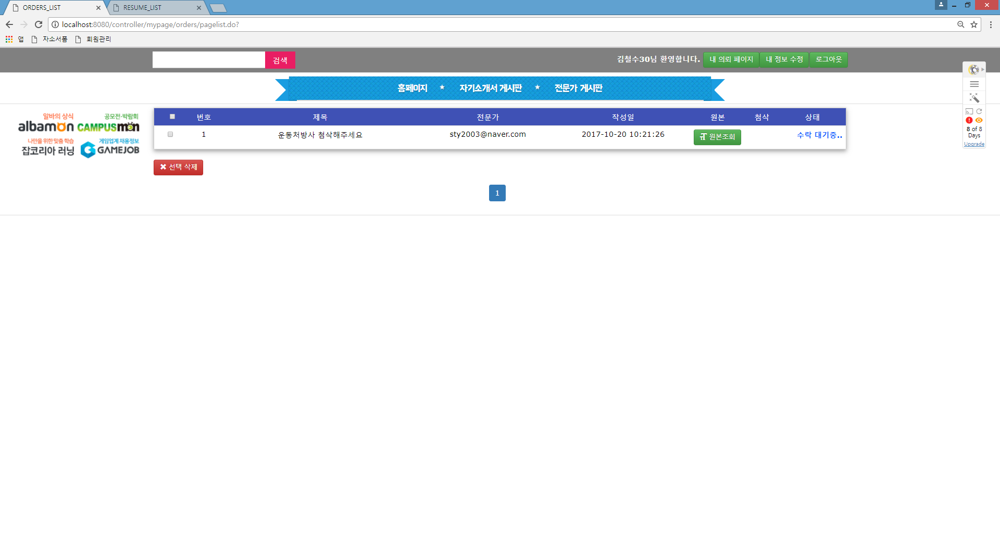 ORDERS_LIST
RESUME_LIST
localhost:8080/controller/mypage/orders/pagelist.do?
앱 자소서폼 회원관리
검색
김철수30님 환영합니다. 내 의뢰 페이지 내 정보 수정 로그아웃
홈페이지 ★ 자기소개서 게시판 ★ 전문가 게시판
알바의 상식
albamon
공모전·박람회
CAMPUSmon
나만을 위한 맞춤 학습
잡코리아 러닝
게임업계 채용정보
GAMEJOB
번호 제목 전문가 작성일 원본 첨삭 상태
1 운동처방사 첨삭해주세요 sty2003@naver.com 2017-10-20 10:21:26 원본조회 수락 대기중..
✖ 선택 삭제
1
8 of 8
Days
Upgrade